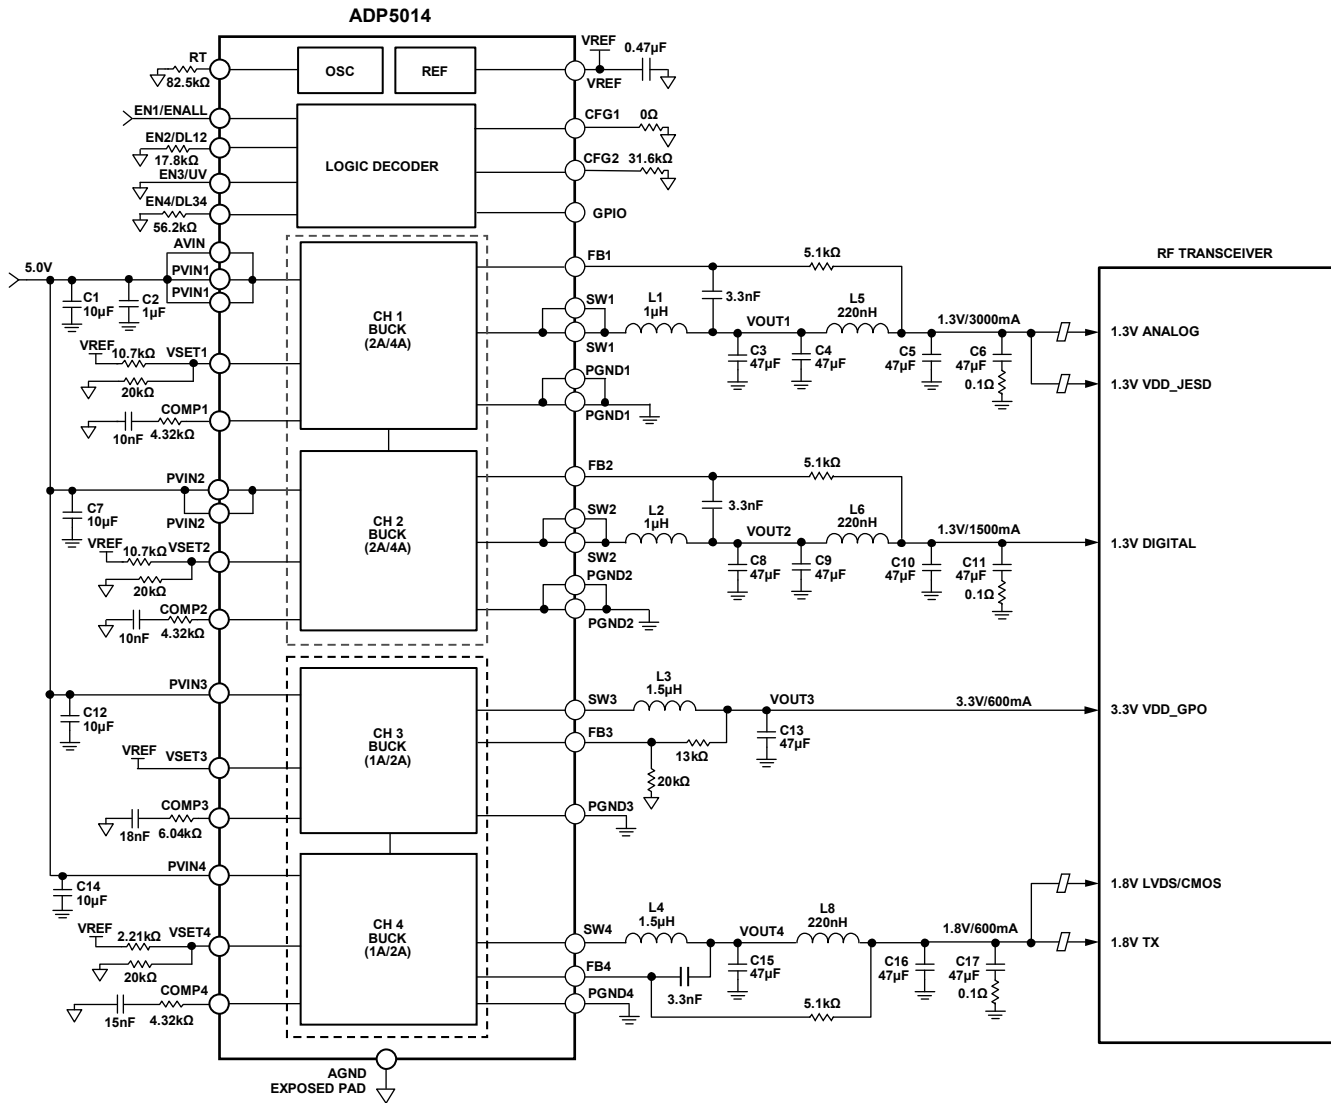 ADP5014
RT
82.5kΩ
OSC
REF
VREF
0.47µF
VREF
EN1/ENALL
EN2/DL12
17.8kΩ
EN3/UV
EN4/DL34
56.2kΩ
LOGIC DECODER
CFG1
0Ω
CFG2
31.6kΩ
GPIO
AVIN
5.0V
PVIN1
PVIN1
C1
10µF
C2
1µF
VREF
10.7kΩ
VSET1
20kΩ
COMP1
10nF
4.32kΩ
CH 1
BUCK
(2A/4A)
FB1
5.1kΩ
3.3nF
SW1
SW1
L1
1µH
VOUT1
L5
220nH
C3
47µF
C4
47µF
C5
47µF
C6
47µF
0.1Ω
1.3V/3000mA
PGND1
PGND1
RF TRANSCEIVER
1.3V ANALOG
1.3V VDD_JESD
PVIN2
PVIN2
C7
10µF
VREF
10.7kΩ
VSET2
20kΩ
COMP2
10nF
4.32kΩ
CH 2
BUCK
(2A/4A)
FB2
5.1kΩ
3.3nF
SW2
SW2
L2
1µH
VOUT2
L6
220nH
C8
47µF
C9
47µF
C10
47µF
C11
47µF
0.1Ω
1.3V/1500mA
1.3V DIGITAL
PGND2
PGND2
PVIN3
C12
10µF
VREF
VSET3
COMP3
18nF
6.04kΩ
CH 3
BUCK
(1A/2A)
SW3
L3
1.5µH
VOUT3
3.3V/600mA
3.3V VDD_GPO
FB3
13kΩ
20kΩ
C13
47µF
PGND3
PVIN4
C14
10µF
VREF
2.21kΩ
VSET4
20kΩ
COMP4
15nF
4.32kΩ
CH 4
BUCK
(1A/2A)
SW4
L4
1.5µH
VOUT4
L8
220nH
1.8V/600mA
1.8V LVDS/CMOS
1.8V TX
FB4
3.3nF
C15
47µF
C16
47µF
C17
47µF
0.1Ω
5.1kΩ
PGND4
AGND
EXPOSED PAD